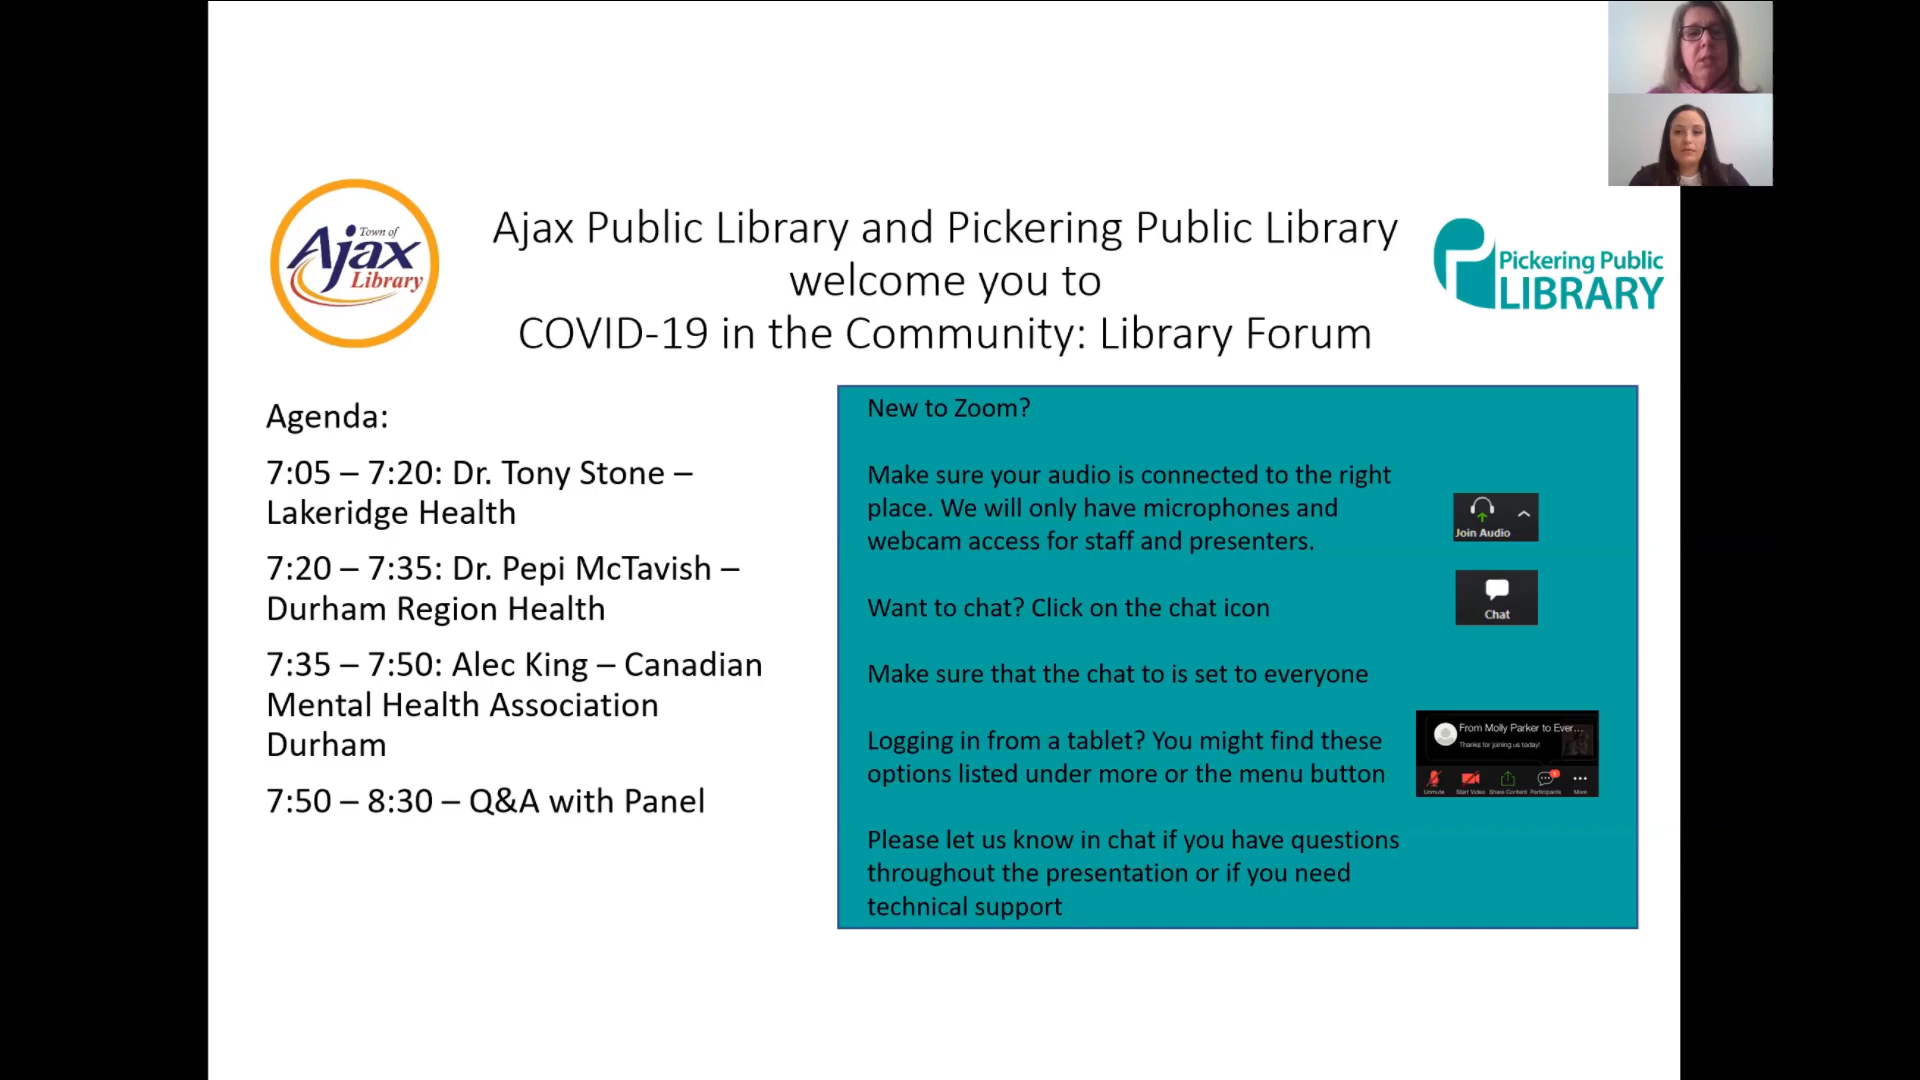 Town of
Ajax
Library
Ajax Public Library and Pickering Public Library
welcome you to
COVID-19 in the Community: Library Forum
Pickering Public
LIBRARY
Agenda:
7:05 – 7:20: Dr. Tony Stone –
Lakeridge Health
7:20 – 7:35: Dr. Pepi McTavish –
Durham Region Health
7:35 – 7:50: Alec King – Canadian
Mental Health Association
Durham
7:50 – 8:30 – Q&A with Panel
New to Zoom?
Make sure your audio is connected to the right
place. We will only have microphones and
webcam access for staff and presenters.
Join Audio
Want to chat? Click on the chat icon
Chat
Make sure that the chat to is set to everyone
Logging in from a tablet? You might find these
options listed under more or the menu button
From Molly Parker to Ever...
Thanks for joining us today!
Unmute Start Video Share Content Participants More
Please let us know in chat if you have questions
throughout the presentation or if you need
technical support